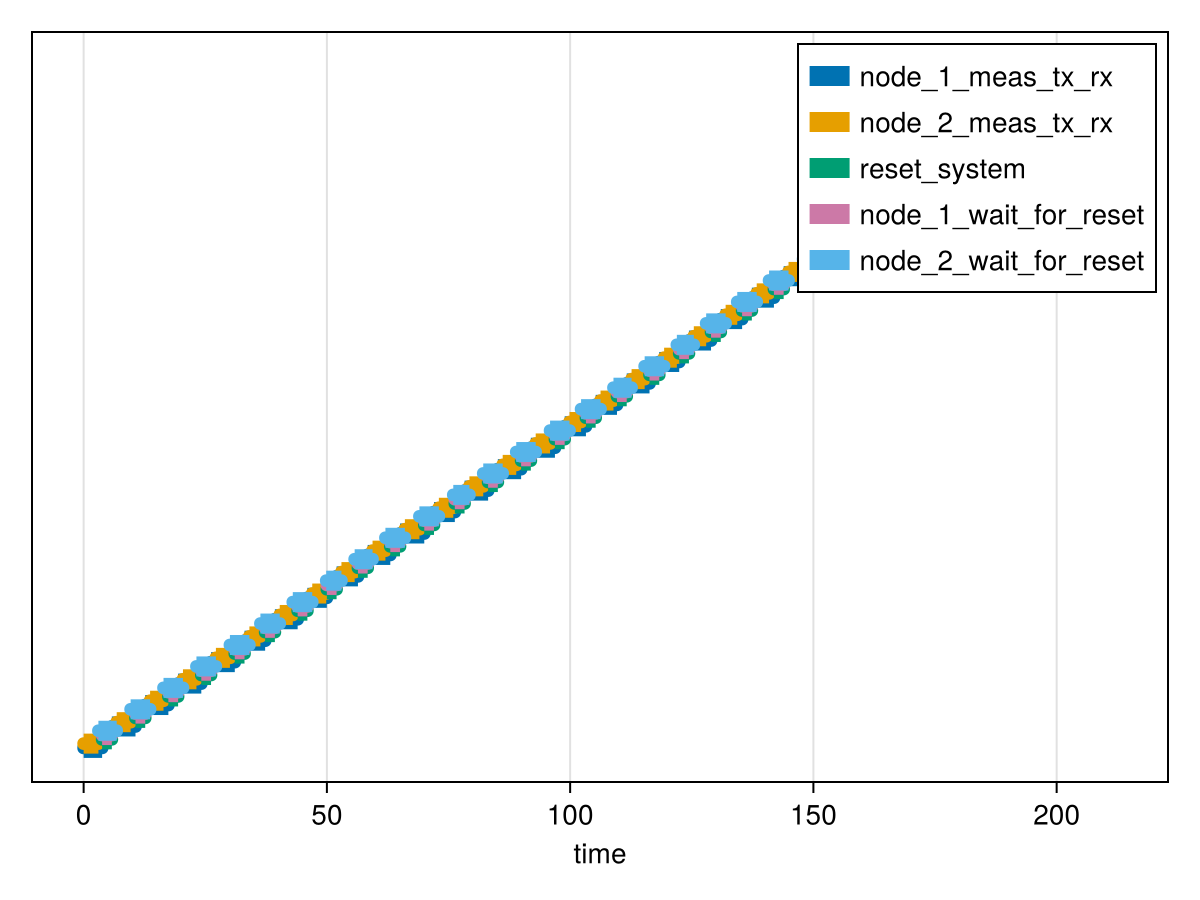 node_1_meas_tx_rx
node_2_meas_tx_rx
reset_system
node_1_wait_for_reset
node_2_wait_for_reset
0 50 100 150 200
time